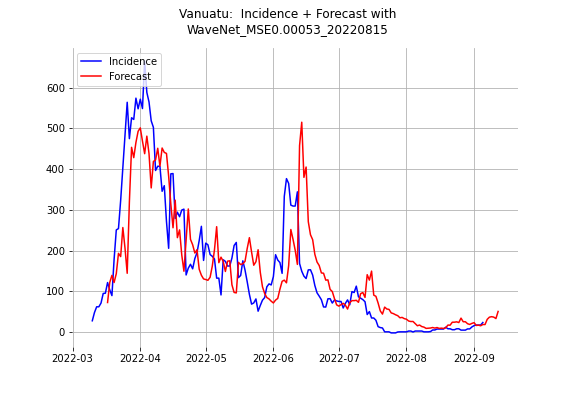 Vanuatu:  Incidence + Forecast with
WaveNet_MSE0.00053_20220815
Incidence
Forecast
600
500
400
300
200
100
0
2022-03 2022-04 2022-05 2022-06 2022-07 2022-08 2022-09